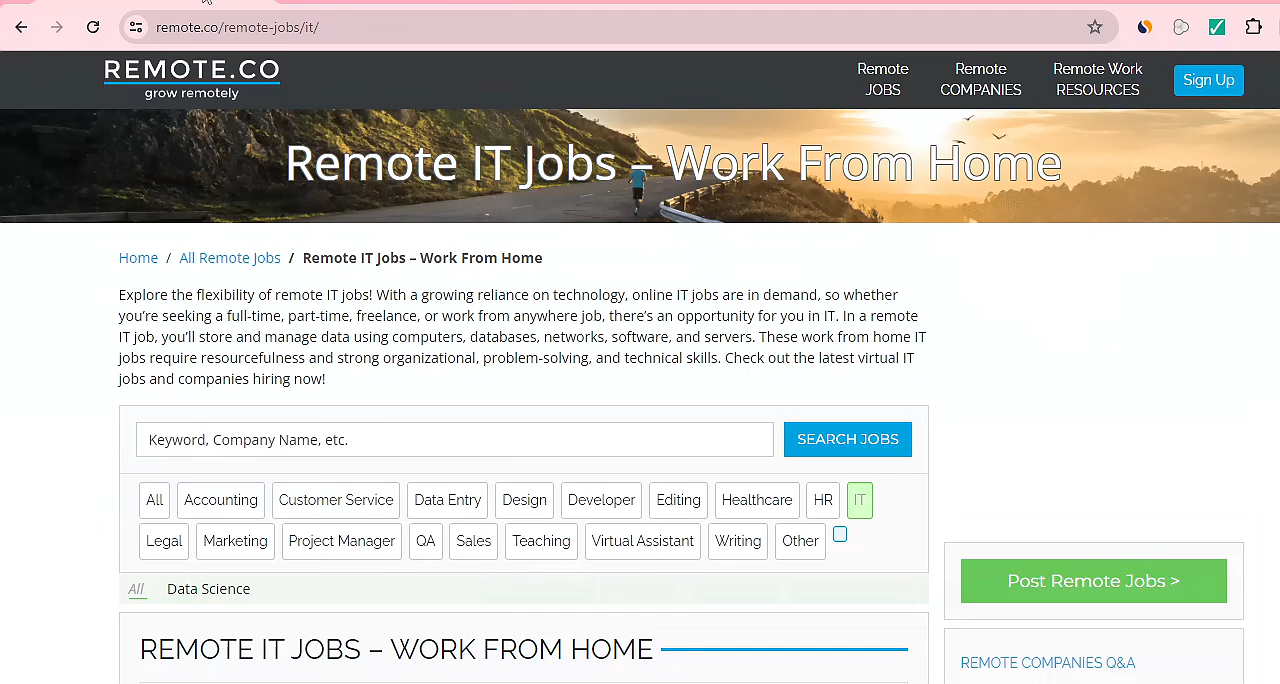 remote.co/remote-jobs/it/
REMOTE.CO
grow remotely
Remote
JOBS
Remote
COMPANIES
Remote Work
RESOURCES
Sign Up
Remote IT Jobs – Work From Home
Home / All Remote Jobs / Remote IT Jobs – Work From Home
Explore the flexibility of remote IT jobs! With a growing reliance on technology, online IT jobs are in demand, so whether
you’re seeking a full-time, part-time, freelance, or work from anywhere job, there’s an opportunity for you in IT. In a remote
IT job, you’ll store and manage data using computers, databases, networks, software, and servers. These work from home IT
jobs require resourcefulness and strong organizational, problem-solving, and technical skills. Check out the latest virtual IT
jobs and companies hiring now!
Keyword, Company Name, etc.
SEARCH JOBS
All Accounting Customer Service Data Entry Design Developer Editing Healthcare HR IT
Legal Marketing Project Manager QA Sales Teaching Virtual Assistant Writing Other
All Data Science
Post Remote Jobs >
REMOTE IT JOBS – WORK FROM HOME
REMOTE COMPANIES Q&A